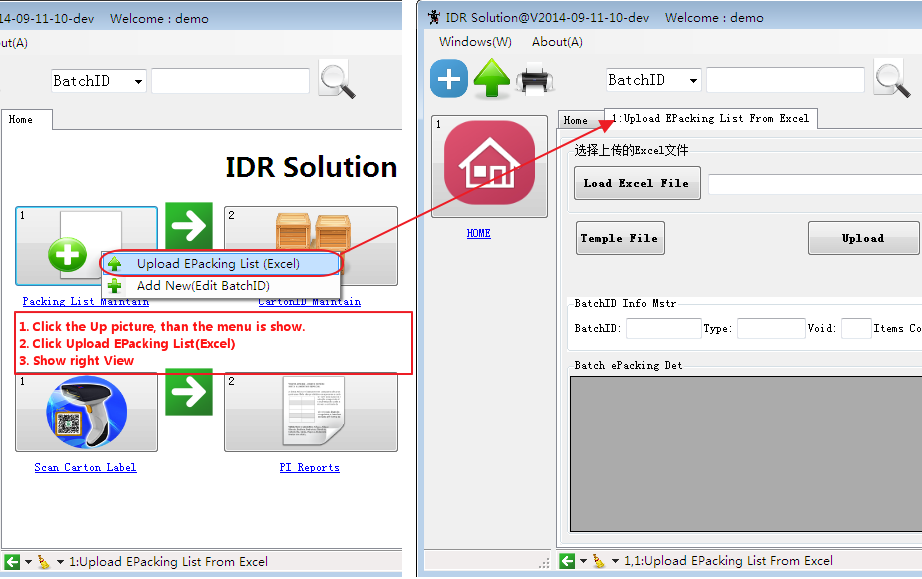 14-09-11-10-dev Welcome : demo
out(A)
BatchID
Home
IDR Solution
1
2
Upload EPacking List (Excel)
Add New(Edit BatchID)
Packing List Maintain
CartonID Maintain
1. Click the Up picture, than the menu is show.
2. Click Upload EPacking List(Excel)
3. Show right View
1
2
Scan Carton Label
PI Reports
1:Upload EPacking List From Excel
IDR Solution@V2014-09-11-10-dev Welcome : demo
Windows(W) About(A)
BatchID
1
HOME
Home
1:Upload EPacking List From Excel
选择上传的Excel文件
Load Excel File
Temple File
Upload
BatchID Info Mstr
BatchID: Type: Void: Items Co
Batch ePacking Det
1,1:Upload EPacking List From Excel